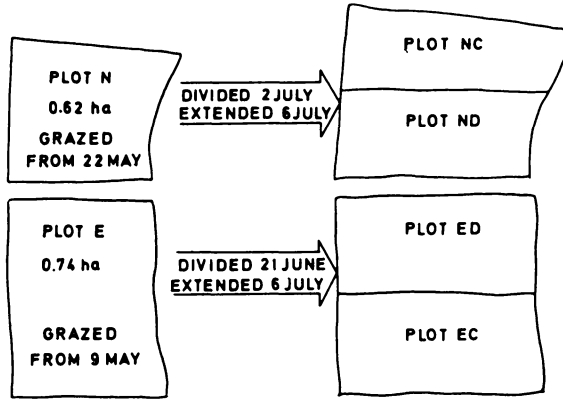 PLOT N
0.62 ha
GRAZED
FROM 22 MAY
DIVIDED 2 JULY
EXTENDED 6 JULY
PLOT NC
PLOT ND
PLOT E
0.74 ha
GRAZED
FROM 9 MAY
DIVIDED 21 JUNE
EXTENDED 6 JULY
PLOT ED
PLOT EC